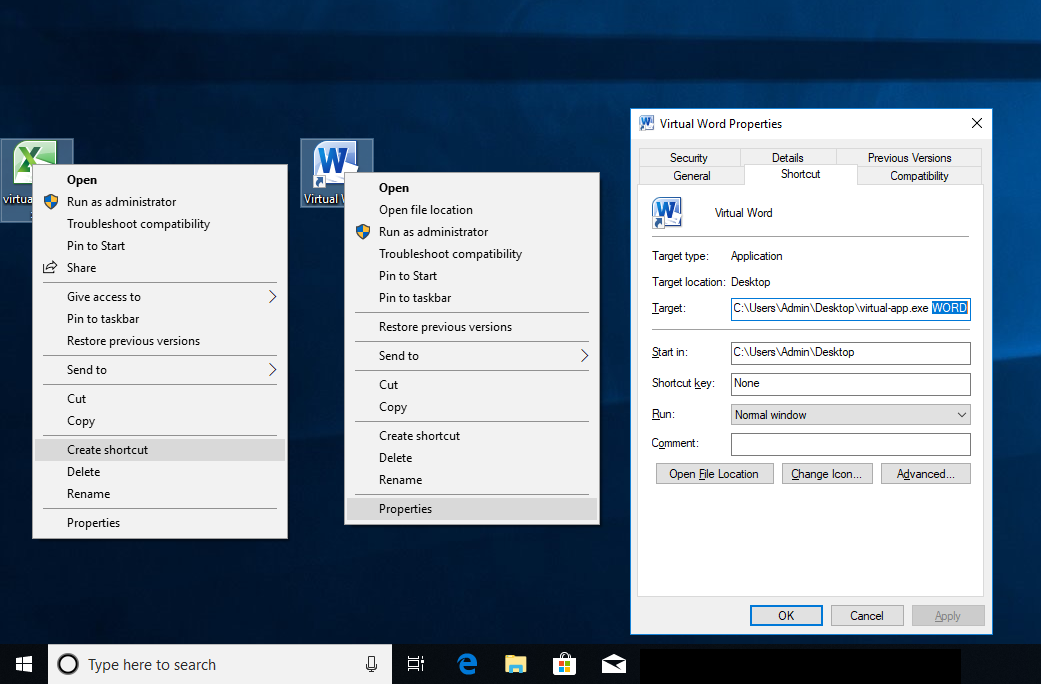 virtua
Open
Run as administrator
Troubleshoot compatibility
Pin to Start
Share
Give access to
Pin to taskbar
Restore previous versions
Send to
Cut
Copy
Create shortcut
Delete
Rename
Properties
Virtual W
Open
Open file location
Run as administrator
Troubleshoot compatibility
Pin to Start
Pin to taskbar
Restore previous versions
Send to
Cut
Copy
Create shortcut
Delete
Rename
Properties
Virtual Word Properties
Security Details Previous Versions
General Shortcut Compatibility
Virtual Word
Target type: Application
Target location: Desktop
Target: C:\Users\Admin\Desktop\virtual-app.exe WORD
Start in: C:\Users\Admin\Desktop
Shortcut key: None
Run: Normal window
Comment:
Open File Location Change Icon... Advanced...
OK Cancel Apply
Type here to search